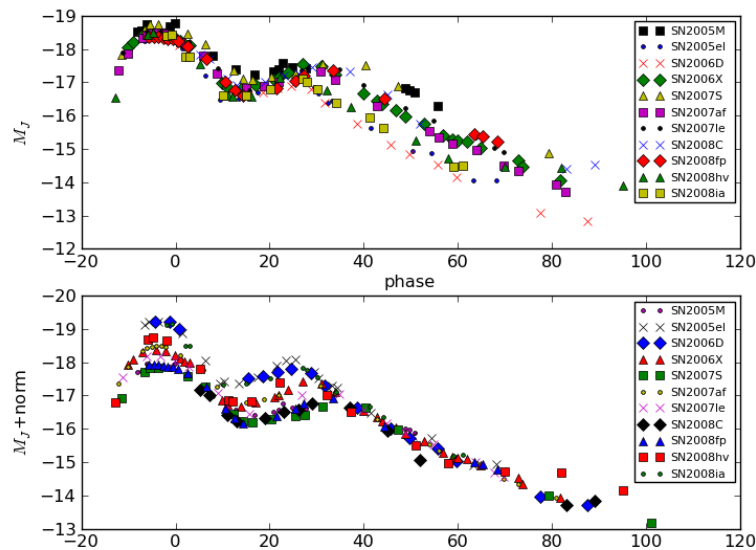 −19
−18
−17
−16
−15
−14
−13
−12
M_J
−20
0
20
40
60
80
100
120
phase
SN2005M
SN2005el
SN2006D
SN2006X
SN2007S
SN2007af
SN2007le
SN2008C
SN2008fp
SN2008hv
SN2008ia
−20
−19
−18
−17
−16
−15
−14
−13
M_J+norm
−20
0
20
40
60
80
100
120
SN2005M
SN2005el
SN2006D
SN2006X
SN2007S
SN2007af
SN2007le
SN2008C
SN2008fp
SN2008hv
SN2008ia